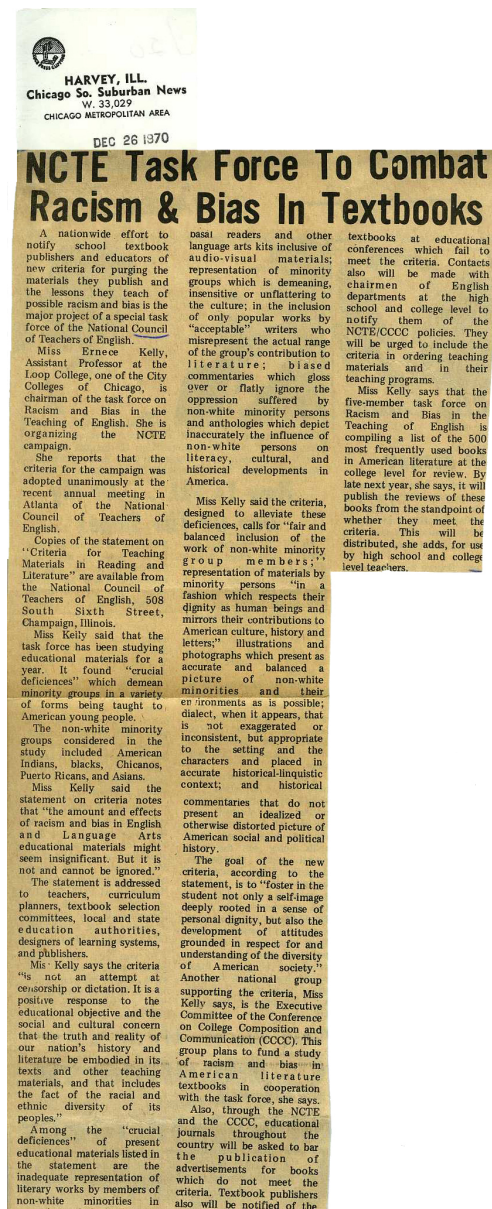 HARVEY, ILL.
Chicago So. Suburban News
W. 33,029
CHICAGO METROPOLITAN AREA
DEC 26 1970
NCTE Task Force To Combat
Racism & Bias In Textbooks
A nationwide effort to
notify school textbook
publishers and educators of
new criteria for purging the
materials they publish and
the lessons they teach of
possible racism and bias is the
major project of a special task
force of the National Council
of Teachers of English.
Miss Ernece Kelly,
Assistant Professor at the
Loop College, one of the City
Colleges of Chicago, is
chairman of the task force on
Racism and Bias in the
Teaching of English. She is
organizing the NCTE
campaign.
She reports that the
criteria for the campaign was
adopted unanimously at the
recent annual meeting in
Atlanta of the National
Council of Teachers of
English.
Copies of the statement on
"Criteria for Teaching
Materials in Reading and
Literature" are available from
the National Council of
Teachers of English, 508
South Sixth Street,
Champaign, Illinois.
Miss Kelly said that the
task force has been studying
educational materials for a
year. It found "crucial
deficiences" which demean
minority groups in a variety
of forms being taught to
American young people.
The non-white minority
groups considered in the
study included American
Indians, blacks, Chicanos,
Puerto Ricans, and Asians.
Miss Kelly said the
statement on criteria notes
that "the amount and effects
of racism and bias in English
and Language Arts
educational materials might
seem insignificant. But it is
not and cannot be ignored."
The statement is addressed
to teachers, curriculum
planners, textbook selection
committees, local and state
education authorities,
designers of learning systems,
and publishers.
Mis Kelly says the criteria
"is not an attempt at
censorship or dictation. It is a
positive response to the
educational objective and the
social and cultural concern
that the truth and reality of
our nation's history and
literature be embodied in its
texts and other teaching
materials, and that includes
the fact of the racial and
ethnic diversity of its
peoples."
Among the "crucial
deficiences" of present
educational materials listed in
the statement are the
inadequate representation of
literary works by members of
non-white minorities in
basal readers and other
language arts kits inclusive of
audio-visual materials;
representation of minority
groups which is demeaning,
insensitive or unflattering to
the culture; in the inclusion
of only popular works by
"acceptable" writers who
misrepresent the actual range
of the group's contribution to
literature; biased
commentaries which gloss
over or flatly ignore the
oppression suffered by
non-white minority persons
and anthologies which depict
inaccurately the influence of
non-white persons on
literacy, cultural, and
historical developments in
America.
Miss Kelly said the criteria,
designed to alleviate these
deficiences, calls for "fair and
balanced inclusion of the
work of non-white minority
group members;"
representation of materials by
minority persons "in a
fashion which respects their
dignity as human beings and
mirrors their contributions to
American culture, history and
letters;" illustrations and
photographs which present as
accurate and balanced a
picture of non-white
minorities and their
environments as is possible;
dialect, when it appears, that
is not exaggerated or
inconsistent, but appropriate
to the setting and the
characters and placed in
accurate historical-linquistic
context; and historical
commentaries that do not
present an idealized or
otherwise distorted picture of
American social and political
history.
The goal of the new
criteria, according to the
statement, is to "foster in the
student not only a self-image
deeply rooted in a sense of
personal dignity, but also the
development of attitudes
grounded in respect for and
understanding of the diversity
of American society."
Another national group
supporting the criteria, Miss
Kelly says, is the Executive
Committee of the Conference
on College Composition and
Communication (CCCC). This
group plans to fund a study
of racism and bias in
American literature
textbooks in cooperation
with the task force, she says.
Also, through the NCTE
and the CCCC, educational
journals throughout the
country will be asked to bar
the publication of
advertisements for books
which do not meet the
criteria. Textbook publishers
also will be notified of the
textbooks at educational
conferences which fail to
meet the criteria. Contacts
also will be made with
chairmen of English
departments at the high
school and college level to
notify them of the
NCTE/CCCC policies. They
will be urged to include the
criteria in ordering teaching
materials and in their
teaching programs.
Miss Kelly says that the
five-member task force on
Racism and Bias in the
Teaching of English is
compiling a list of the 500
most frequently used books
in American literature at the
college level for review. By
late next year, she says, it will
publish the reviews of these
books from the standpoint of
whether they meet the
criteria. This will be
distributed, she adds, for use
by high school and college
level teachers.